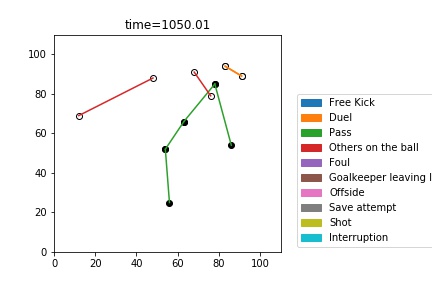 time=1050.01
100
80
60
40
20
0
0 20 40 60 80 100
Free Kick
Duel
Pass
Others on the ball
Foul
Goalkeeper leaving l
Offside
Save attempt
Shot
Interruption